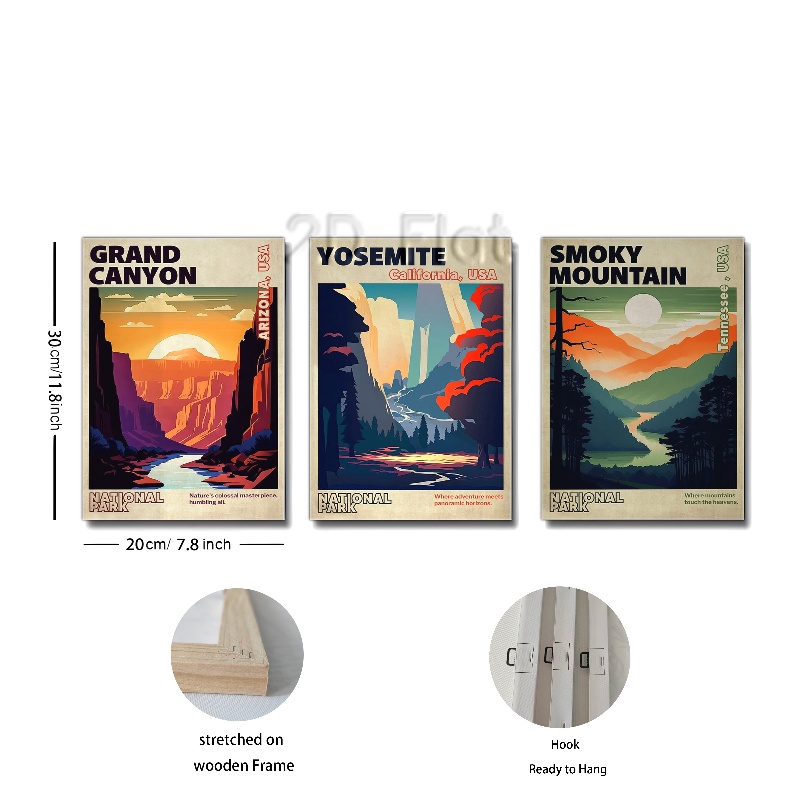 2D Flat
GRAND
CANYON
ARIZONA, USA
NATIONAL
PARK
Nature's colossal masterpiece,
humbling all.
YOSEMITE
California, USA
NATIONAL
PARK
Where adventure meets
panoramic horizons.
SMOKY
MOUNTAIN
Tennessee , USA
NATIONAL
PARK
Where mountains
touch the heavens.
30cm/11.8inch
20cm/ 7.8 inch
stretched on
wooden Frame
Hook
Ready to Hang